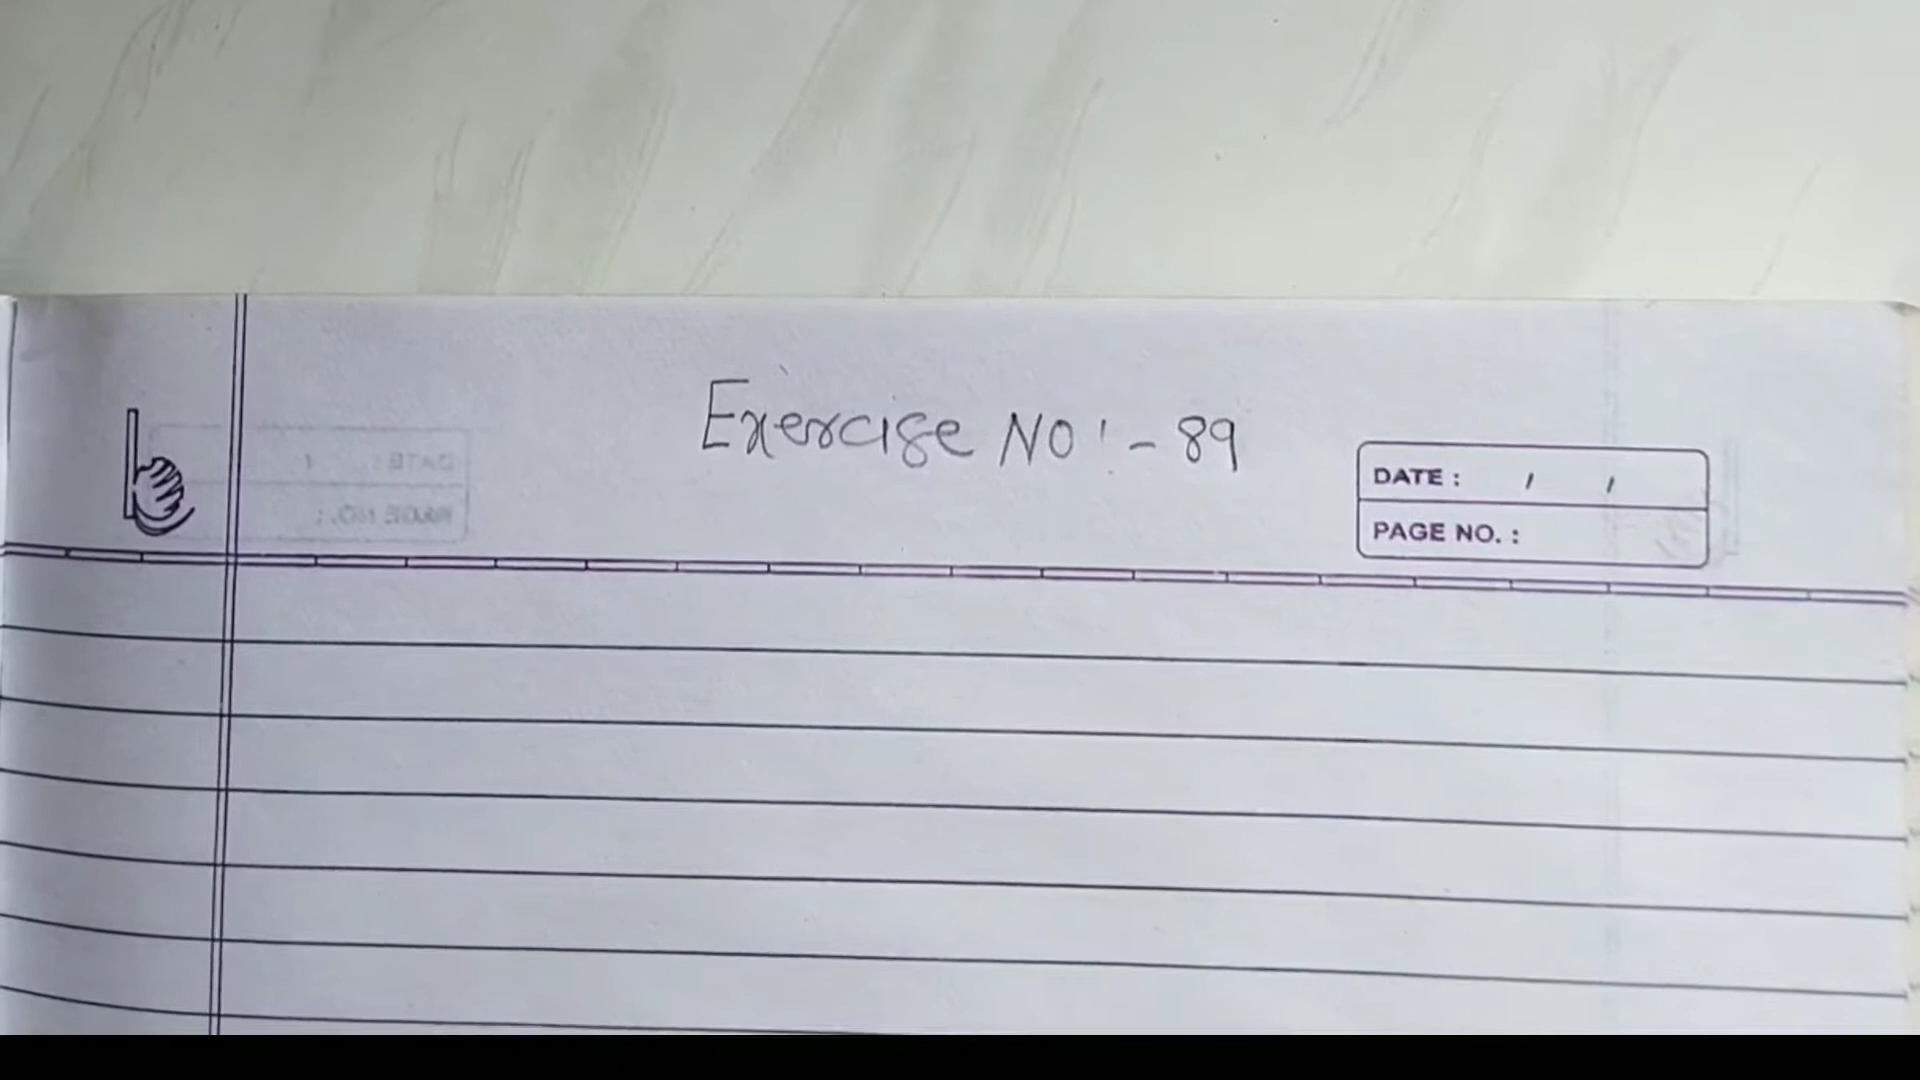 Exercise NO:- 89
DATE : / /
PAGE NO. :